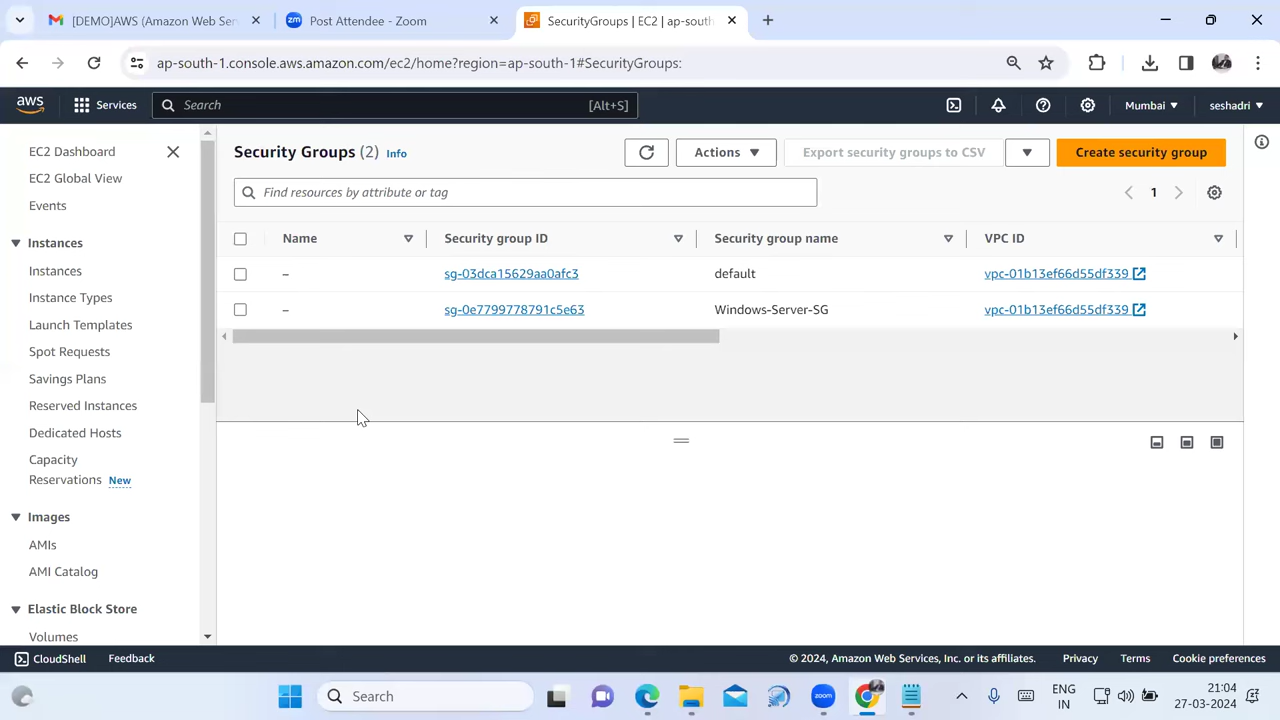 [DEMO]AWS (Amazon Web Ser
Post Attendee - Zoom
SecurityGroups | EC2 | ap-south
ap-south-1.console.aws.amazon.com/ec2/home?region=ap-south-1#SecurityGroups:
aws
Services
Search
[Alt+S]
Mumbai
seshadri
EC2 Dashboard
EC2 Global View
Events
Instances
Instances
Instance Types
Launch Templates
Spot Requests
Savings Plans
Reserved Instances
Dedicated Hosts
Capacity
Reservations New
Images
AMIs
AMI Catalog
Elastic Block Store
Volumes
Security Groups (2) Info
Actions
Export security groups to CSV
Create security group
Find resources by attribute or tag
1
Name
Security group ID
Security group name
VPC ID
– sg-03dca15629aa0afc3 default vpc-01b13ef66d55df339
– sg-0e7799778791c5e63 Windows-Server-SG vpc-01b13ef66d55df339
CloudShell
Feedback
© 2024, Amazon Web Services, Inc. or its affiliates.
Privacy
Terms
Cookie preferences
Search
zoom
ENG
IN
21:04
27-03-2024